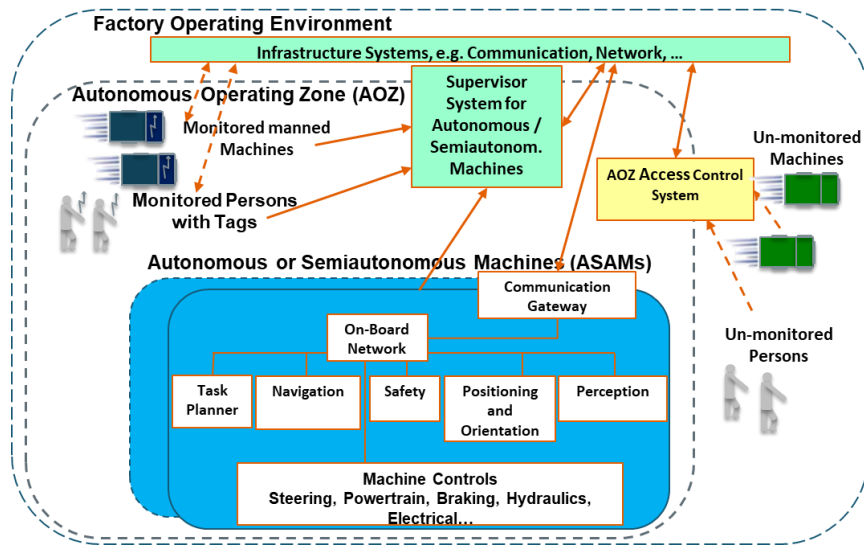 Factory Operating Environment
Infrastructure Systems, e.g. Communication, Network, ...
Autonomous Operating Zone (AOZ)
Supervisor
System for
Autonomous /
Semiautonom.
Machines
Monitored manned
Machines
Monitored Persons
with Tags
AOZ Access Control
System
Un-monitored
Machines
Un-monitored
Persons
Autonomous or Semiautonomous Machines (ASAMs)
Communication
Gateway
On-Board
Network
Task
Planner
Navigation
Safety
Positioning
and
Orientation
Perception
Machine Controls
Steering, Powertrain, Braking, Hydraulics,
Electrical...